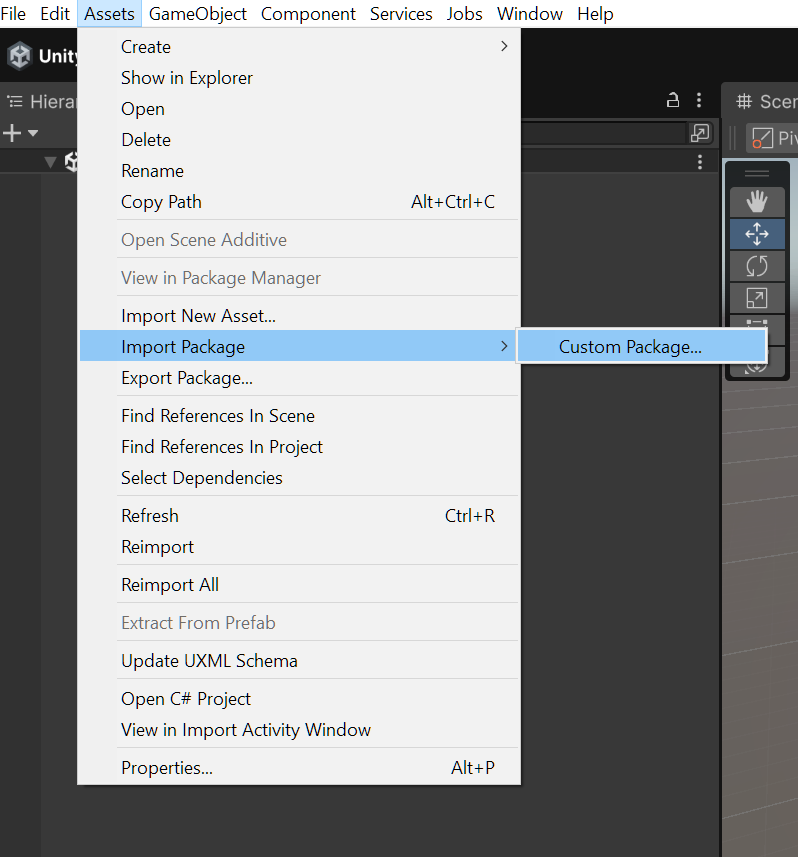 File Edit Assets GameObject Component Services Jobs Window Help
Unity
Create
Show in Explorer
Open
Delete
Rename
Copy Path Alt+Ctrl+C
Open Scene Additive
View in Package Manager
Import New Asset...
Import Package Custom Package...
Export Package...
Find References In Scene
Find References In Project
Select Dependencies
Refresh Ctrl+R
Reimport
Reimport All
Extract From Prefab
Update UXML Schema
Open C# Project
View in Import Activity Window
Properties... Alt+P
Hierar
Scen
Piv